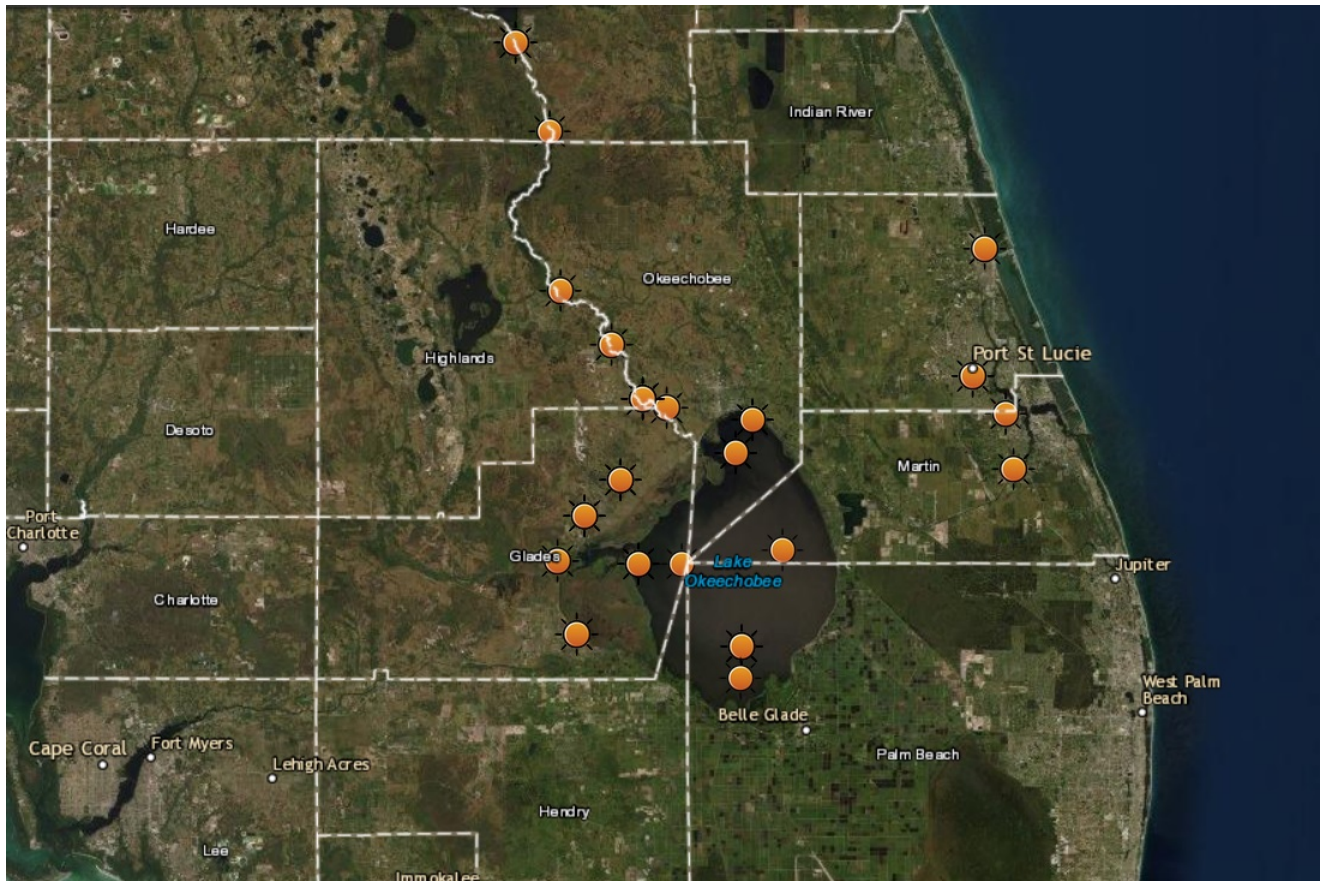 Indian River
Hardee
Okeechobee
Port St Lucie
Highlands
Desoto
Martin
Port
Charlotte
Glades
Lake
Okeechobee
Jupiter
Charlotte
West Palm
Beach
Belle Glade
Cape Coral
Fort Myers
Palm Beach
Lehigh Acres
Hendry
Lee
Immokalee